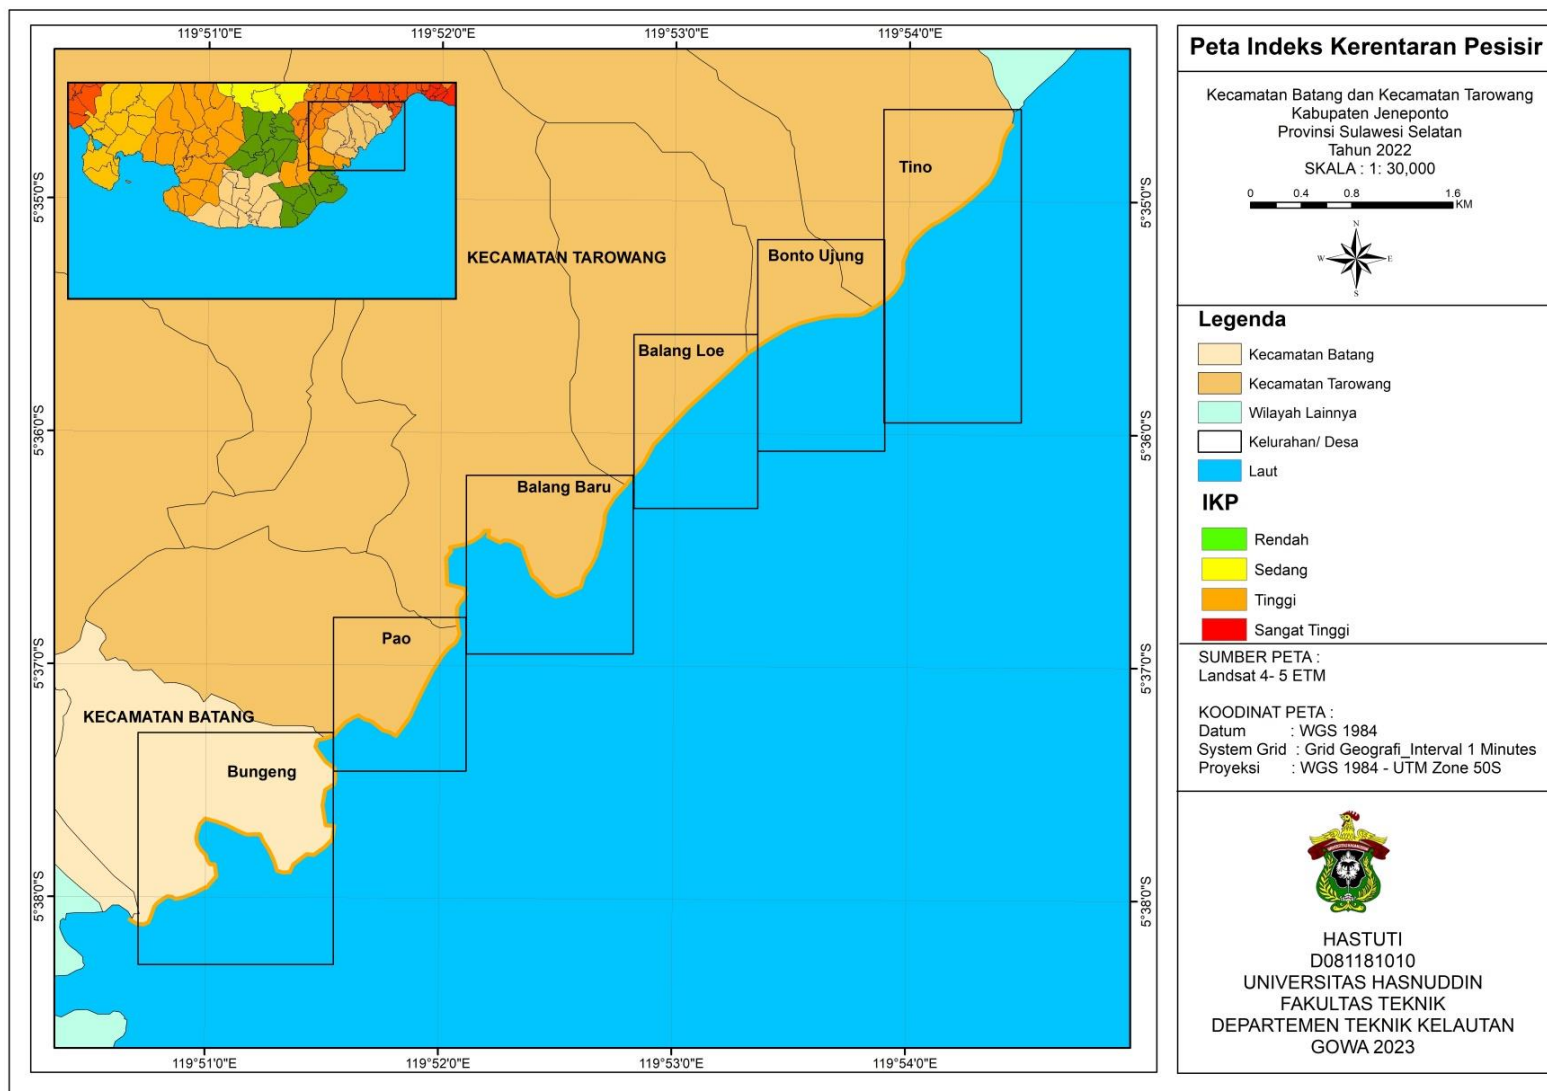 119°51'0"E
119°52'0"E
119°53'0"E
119°54'0"E
5°35'0"S
5°36'0"S
5°37'0"S
5°38'0"S
Tino
KECAMATAN TAROWANG
Bonto Ujung
Balang Loe
Balang Baru
Pao
KECAMATAN BATANG
Bungeng
5°35'0"S
5°36'0"S
5°37'0"S
5°38'0"S
119°51'0"E
119°52'0"E
119°53'0"E
119°54'0"E
Peta Indeks Kerentaran Pesisir
Kecamatan Batang dan Kecamatan Tarowang
Kabupaten Jeneponto
Provinsi Sulawesi Selatan
Tahun 2022
SKALA : 1: 30,000
0 0.4 0.8 1.6
KM
N
W E
S
Legenda
Kecamatan Batang
Kecamatan Tarowang
Wilayah Lainnya
Kelurahan/ Desa
Laut
IKP
Rendah
Sedang
Tinggi
Sangat Tinggi
SUMBER PETA :
Landsat 4- 5 ETM
KOODINAT PETA :
Datum : WGS 1984
System Grid : Grid Geografi_Interval 1 Minutes
Proyeksi : WGS 1984 - UTM Zone 50S
HASTUTI
D081181010
UNIVERSITAS HASNUDDIN
FAKULTAS TEKNIK
DEPARTEMEN TEKNIK KELAUTAN
GOWA 2023